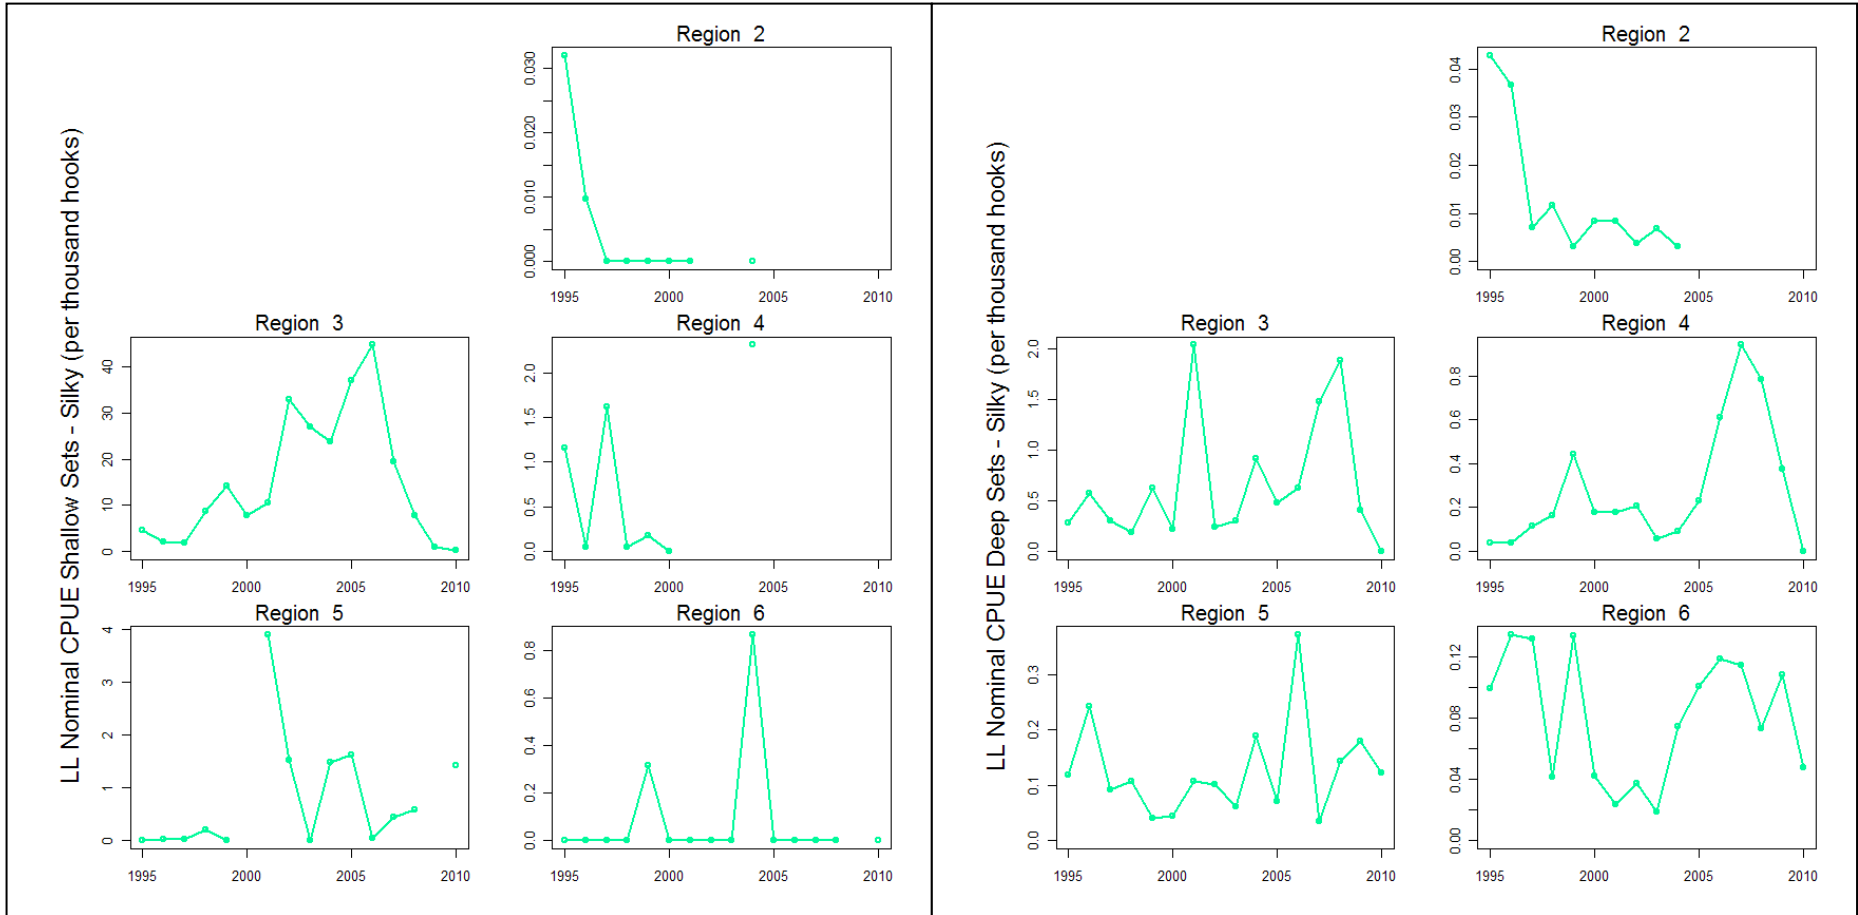 LL Nominal CPUE Shallow Sets - Silky (per thousand hooks)
Region 2
0.030
0.020
0.010
0.000
1995 2000 2005 2010
Region 3
40
30
20
10
0
1995 2000 2005 2010
Region 4
2.0
1.5
1.0
0.5
0.0
1995 2000 2005 2010
Region 5
4
3
2
1
0
1995 2000 2005 2010
Region 6
0.8
0.6
0.4
0.2
0.0
1995 2000 2005 2010
LL Nominal CPUE Deep Sets - Silky (per thousand hooks)
Region 2
0.04
0.03
0.02
0.01
0.00
1995 2000 2005 2010
Region 3
2.0
1.5
1.0
0.5
0.0
1995 2000 2005 2010
Region 4
0.8
0.6
0.4
0.2
0.0
1995 2000 2005 2010
Region 5
0.3
0.2
0.1
0.0
1995 2000 2005 2010
Region 6
0.12
0.08
0.04
0.00
1995 2000 2005 2010